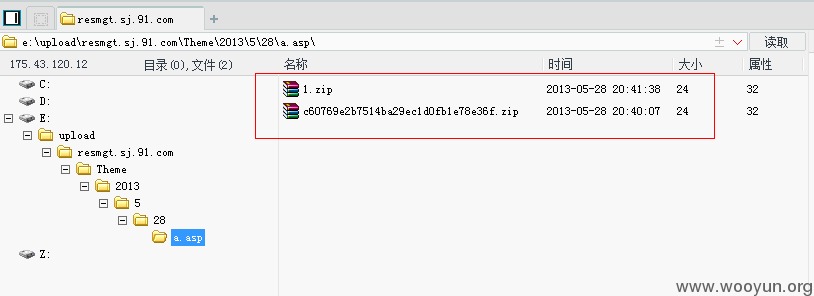 resmgt.sj.91.com
e:\upload\resmgt.sj.91.com\Theme\2013\5\28\a.asp\ 读取
175.43.120.12 目录(0),文件(2) 名称 时间 大小 属性
C:
D:
E:
upload
resmgt.sj.91.com
Theme
2013
5
28
a.asp
Z:
1.zip 2013-05-28 20:41:38 24 32
c60769e2b7514ba29ec1d0fb1e78e36f.zip 2013-05-28 20:40:07 24 32
www.wooyun.org